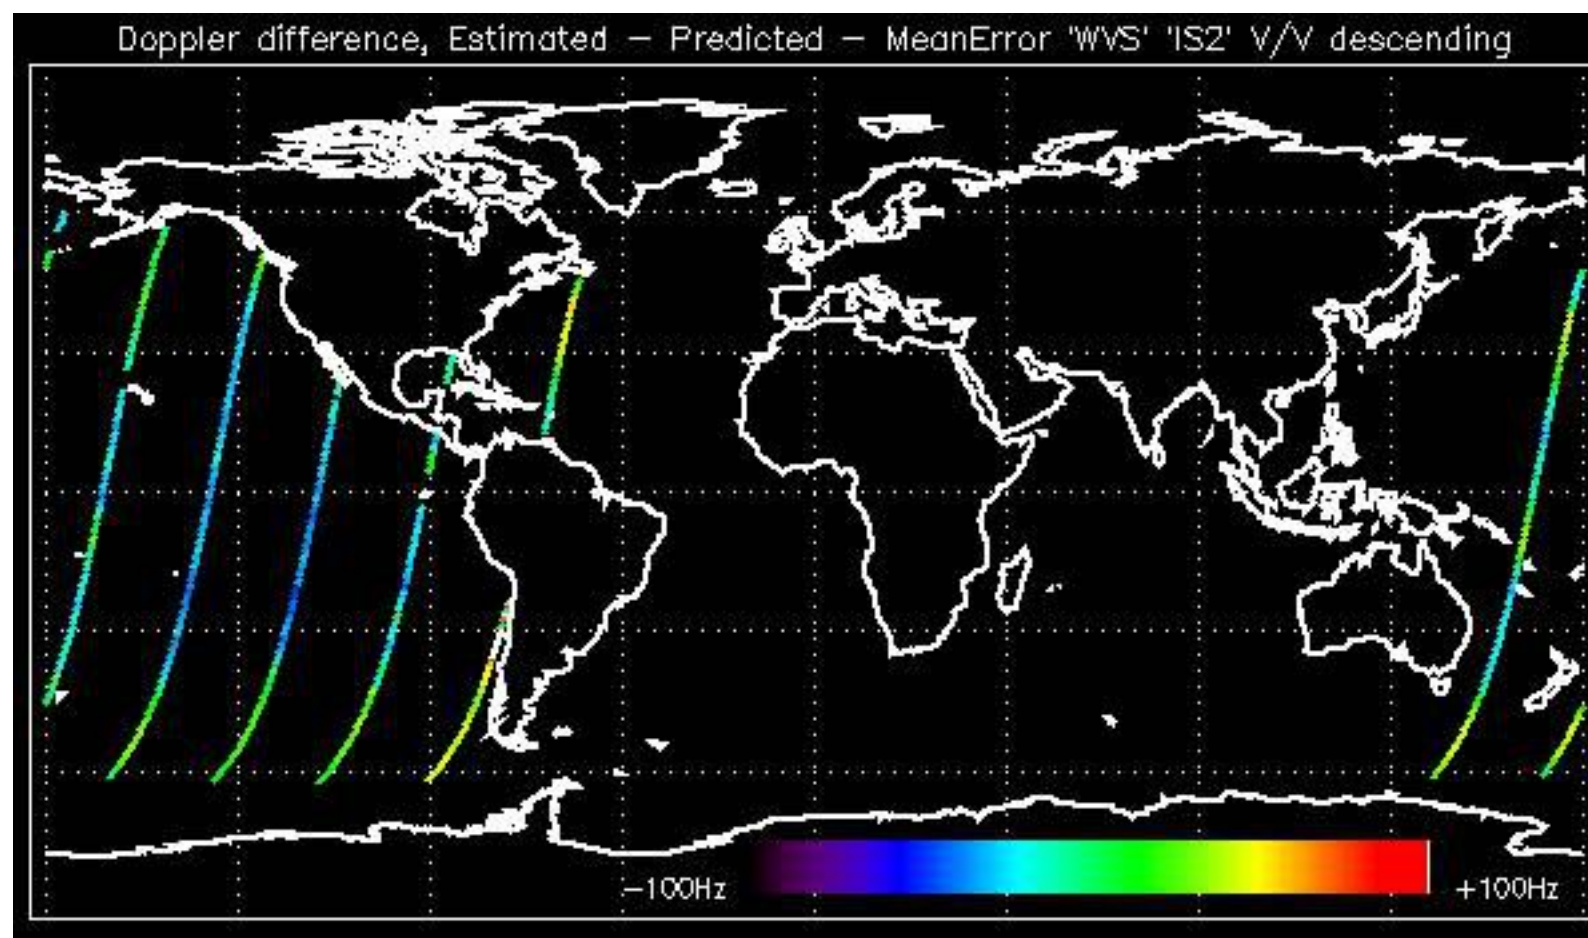 Doppler difference, Estimated – Predicted – MeanError 'WVS' 'IS2' V/V descending
–100Hz +100Hz